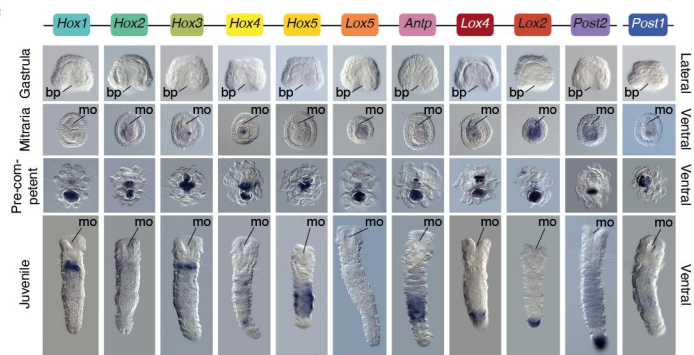 Hox1 Hox2 Hox3 Hox4 Hox5 Lox5 Antp Lox4 Lox2 Post2 Post1
Gastrula bp bp bp bp bp bp bp bp bp bp bp Lateral
Mitraria mo mo mo mo mo mo mo mo mo mo mo Ventral
Pre-com-
petent
Ventral
Juvenile mo mo mo mo mo mo mo mo mo mo mo Ventral